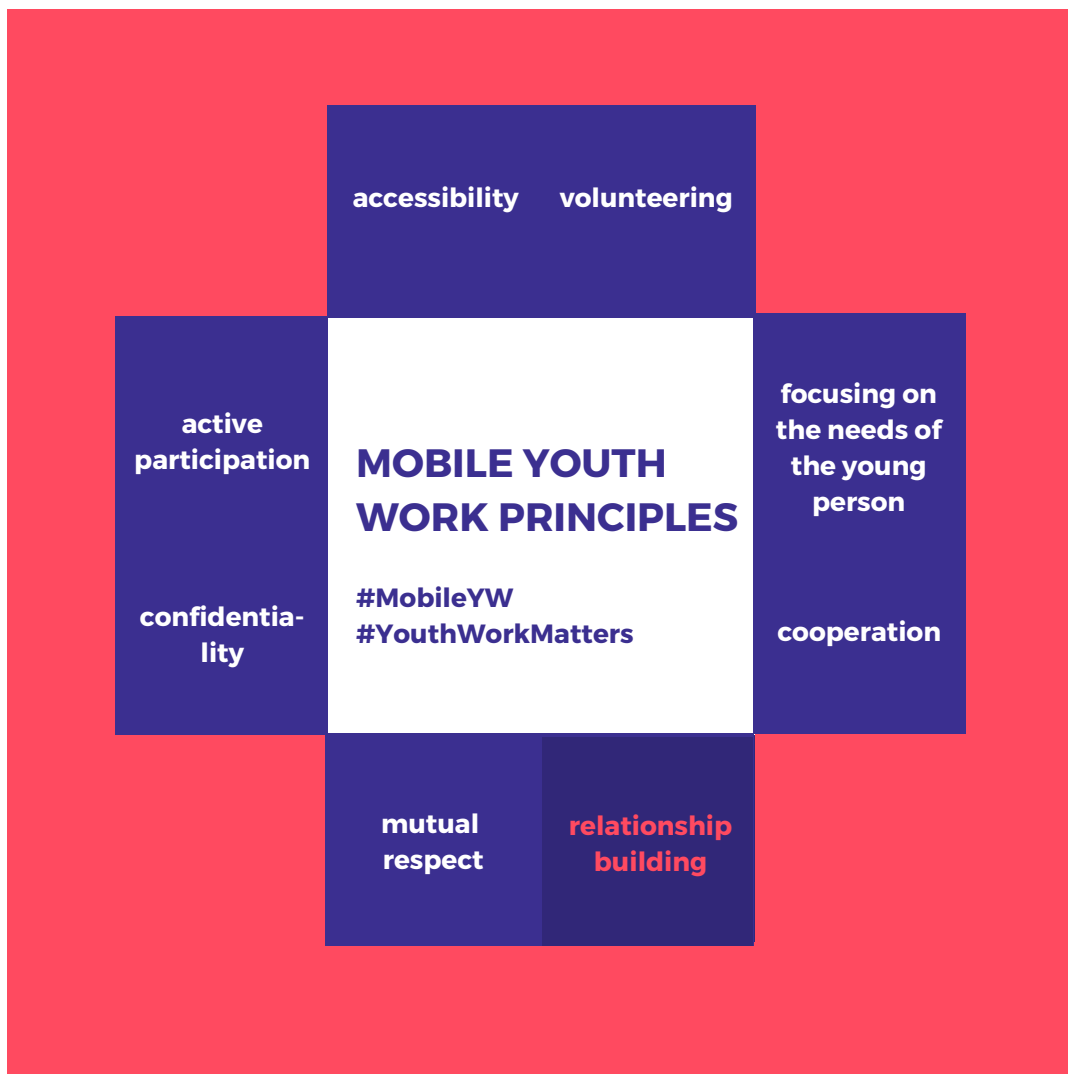 accessibility
volunteering
active
participation
focusing on
the needs of
the young
person
MOBILE YOUTH
WORK PRINCIPLES
#MobileYW
#YouthWorkMatters
confidentia-
lity
cooperation
mutual
respect
relationship
building